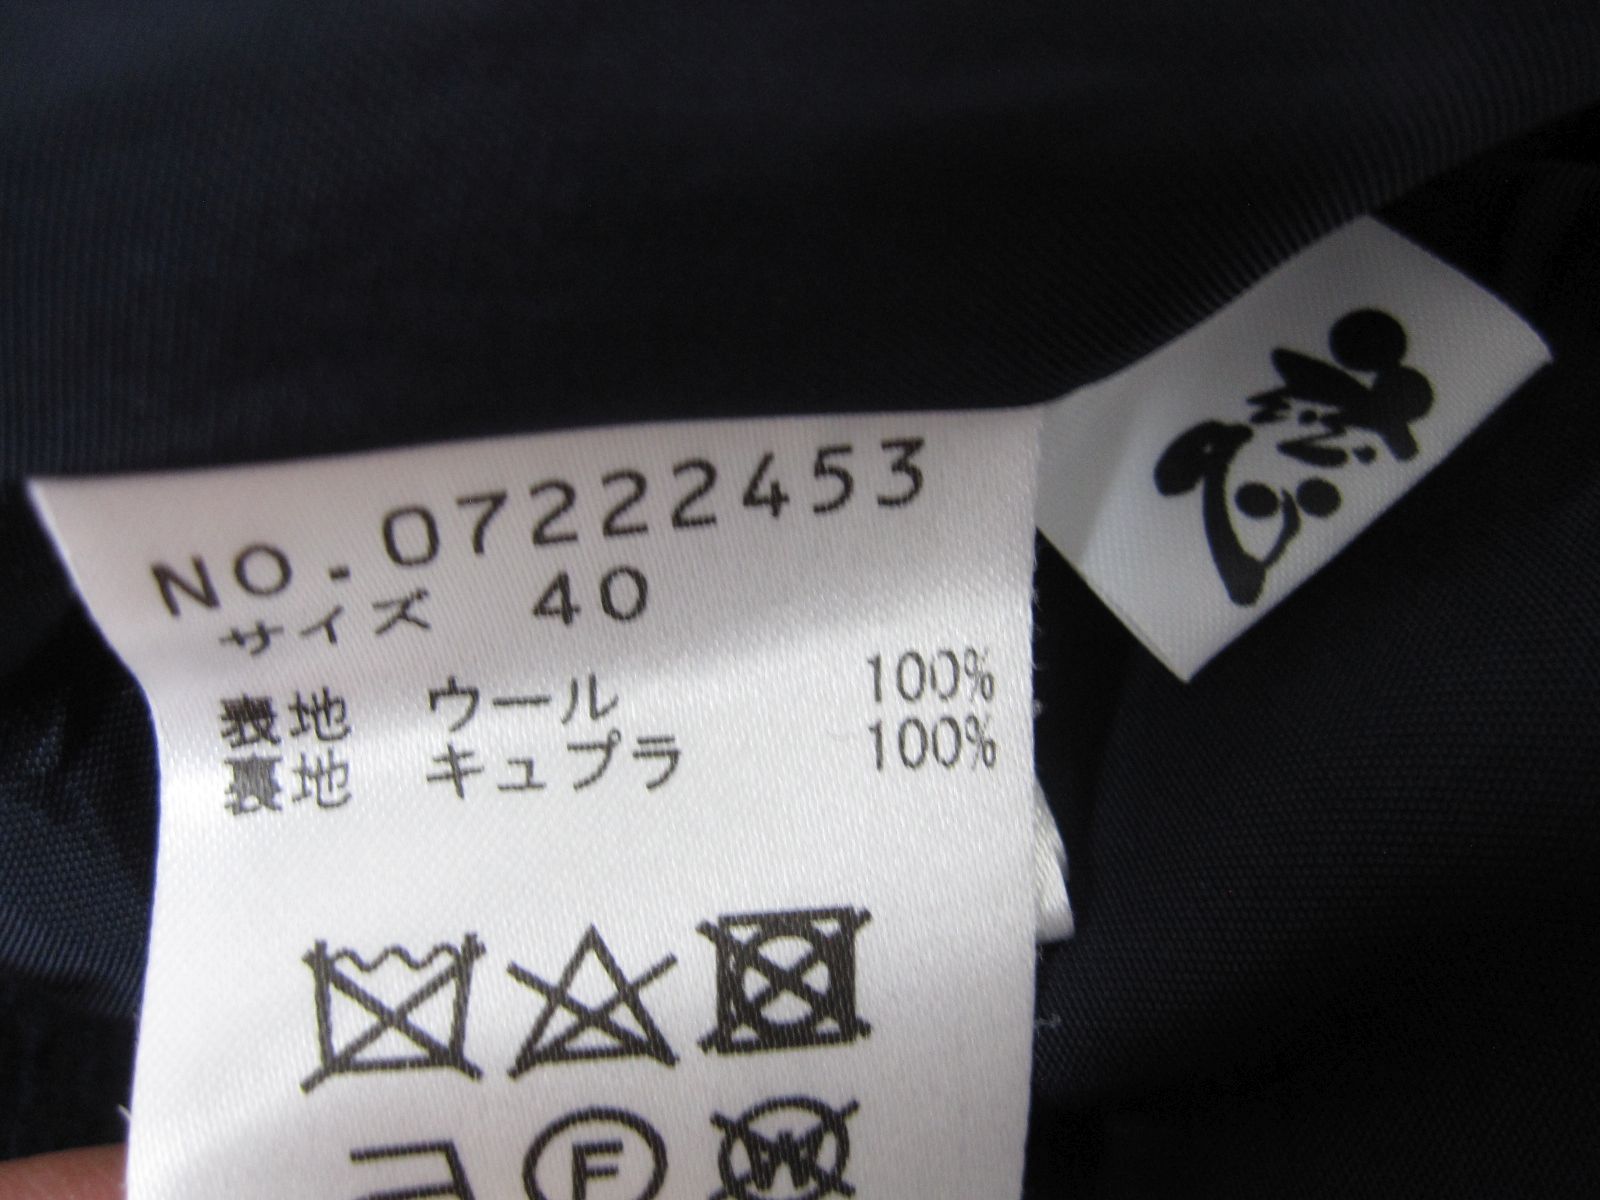 NO.07222453
サイズ 40
表地 ウール 100%
裏地 キュプラ 100%
F
W